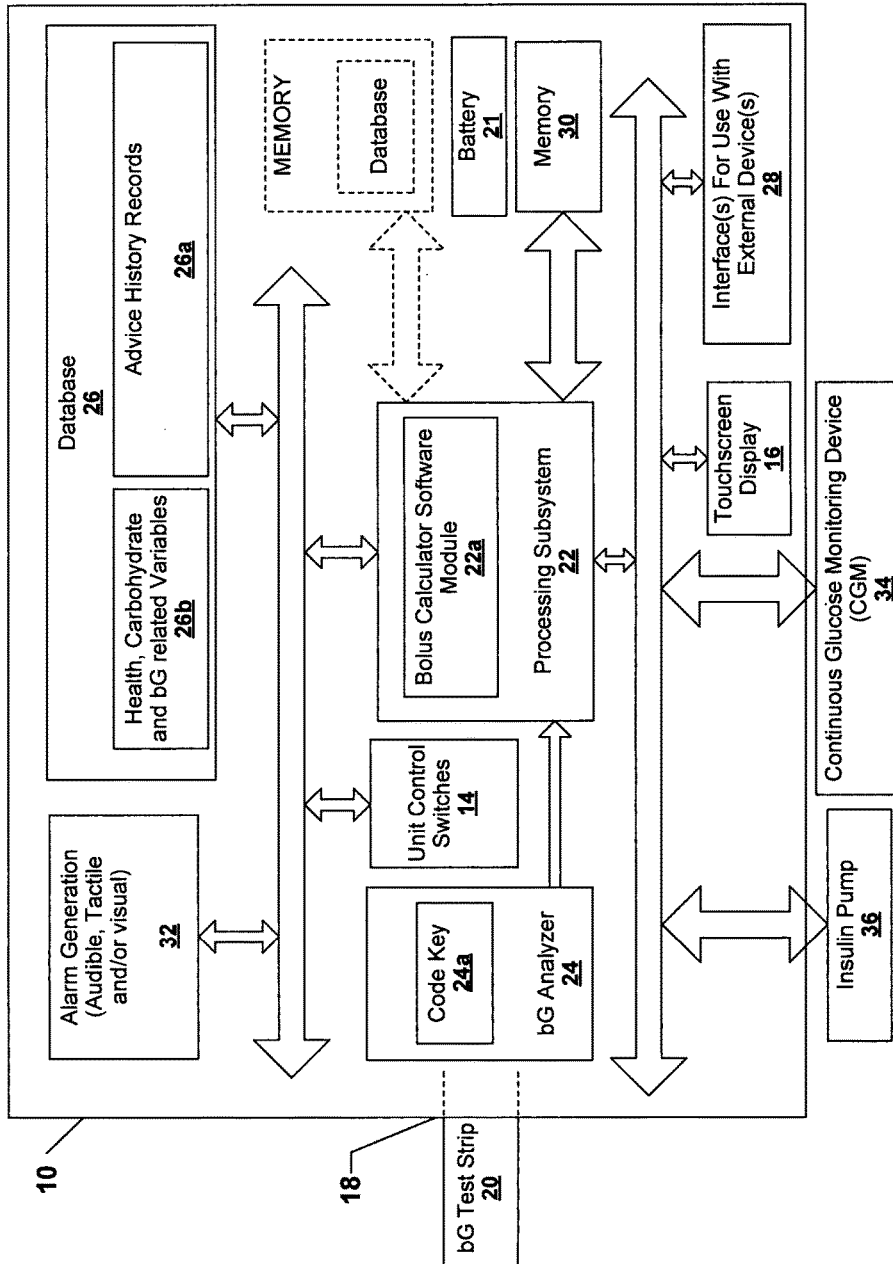 10
18
bG Test Strip
20
Alarm Generation
(Audible, Tactile
and/or visual)
32
Database
26
Health, Carbohydrate
and bG related Variables
26b
Advice History Records
26a
Code Key
24a
bG Analyzer
24
Unit Control
Switches
14
Bolus Calculator Software
Module
22a
Processing Subsystem
22
MEMORY
Database
Battery
21
Memory
30
Insulin Pump
36
Continuous Glucose Monitoring Device
(CGM)
34
Touchscreen
Display
16
Interface(s) For Use With
External Device(s)
28